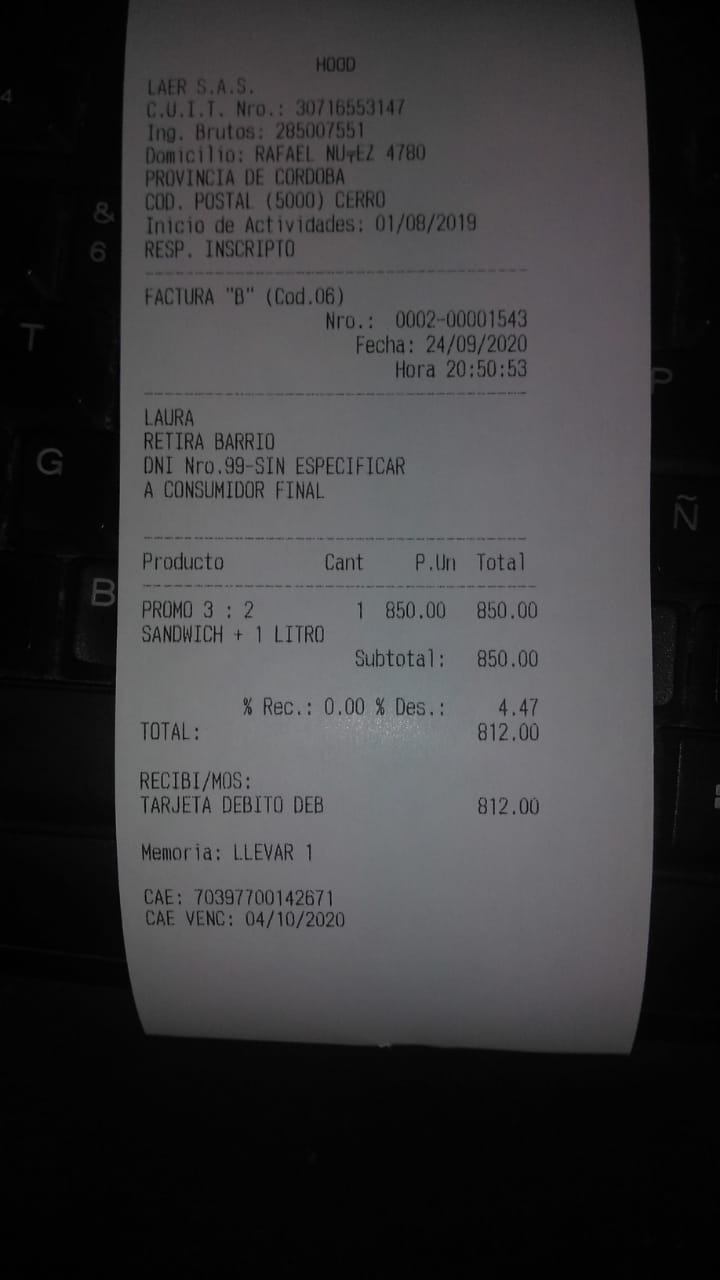 HOOD
LAER S.A.S.
C.U.I.T. Nro.: 30716553147
Ing. Brutos: 285007551
Domicilio: RAFAEL NUτEZ 4780
PROVINCIA DE CORDOBA
COD. POSTAL (5000) CERRO
Inicio de Actividades: 01/08/2019
RESP. INSCRIPTO
FACTURA "B" (Cod.06)
Nro.: 0002-00001543
Fecha: 24/09/2020
Hora 20:50:53
LAURA
RETIRA BARRIO
DNI Nro.99-SIN ESPECIFICAR
A CONSUMIDOR FINAL
Producto Cant P.Un Total
PROMO 3 : 2 1 850.00 850.00
SANDWICH + 1 LITRO
Subtotal: 850.00
% Rec.: 0.00 % Des.: 4.47
TOTAL: 812.00
RECIBI/MOS:
TARJETA DEBITO DEB 812.00
Memoria: LLEVAR 1
CAE: 70397700142671
CAE VENC: 04/10/2020
4
&
6
T
G
B
P
Ñ